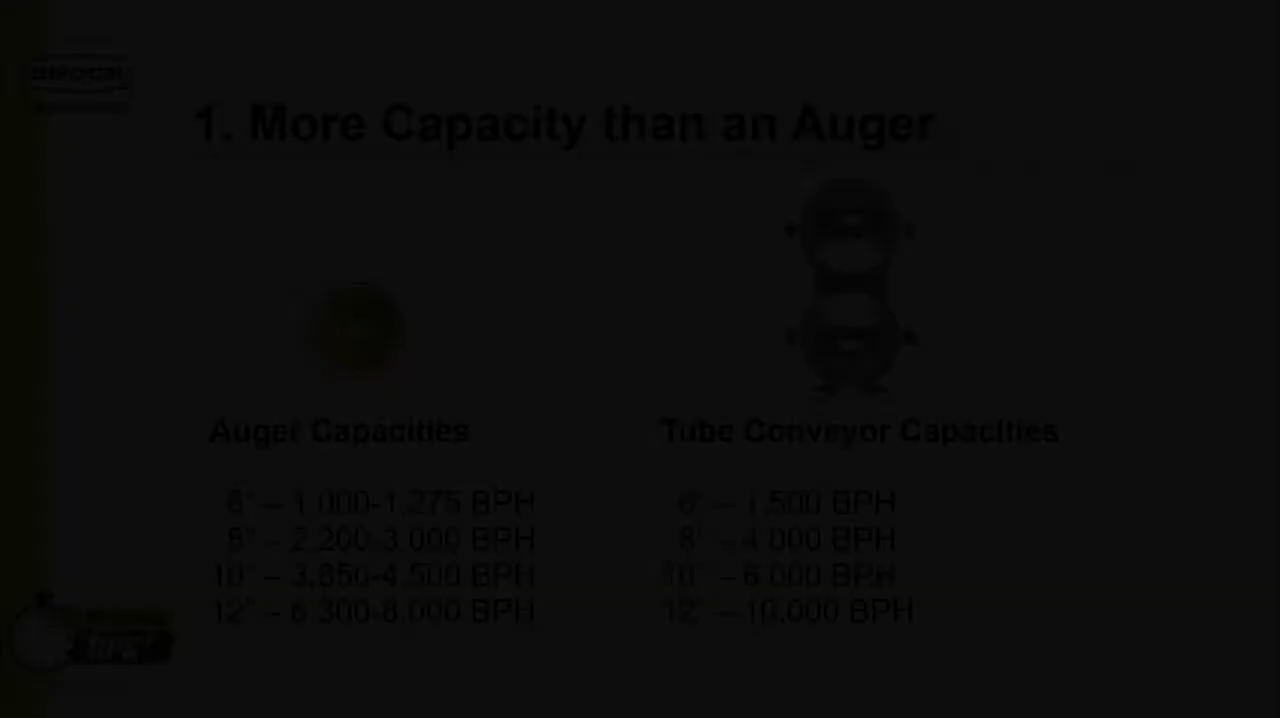 BROCK
1. More Capacity than an Auger
Auger Capacities
Tube Conveyor Capacities
6" – 1,000-1,275 BPH
8" – 2,200-3,000 BPH
10" – 3,850-4,500 BPH
12" – 6,300-8,000 BPH
6" – 1,500 BPH
8" – 4,000 BPH
10" – 6,000 BPH
12" – 10,000 BPH